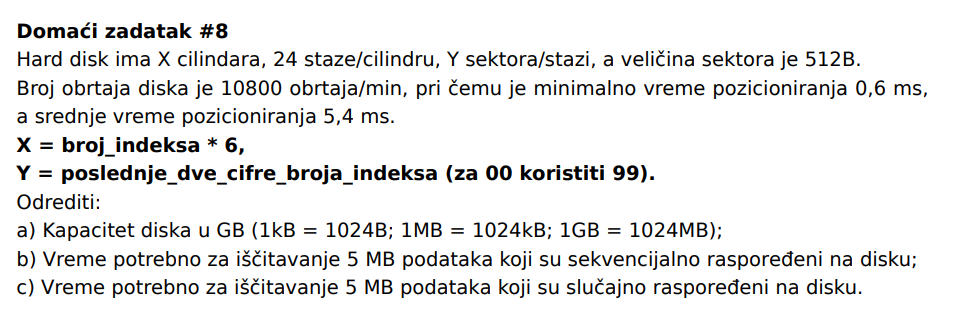 Domaći zadatak #8
Hard disk ima X cilindara, 24 staze/cilindru, Y sektora/stazi, a veličina sektora je 512B.
Broj obrtaja diska je 10800 obrtaja/min, pri čemu je minimalno vreme pozicioniranja 0,6 ms,
a srednje vreme pozicioniranja 5,4 ms.
X = broj_indeksa * 6,
Y = poslednje_dve_cifre_broja_indeksa (za 00 koristiti 99).
Odrediti:
a) Kapacitet diska u GB (1kB = 1024B; 1MB = 1024kB; 1GB = 1024MB);
b) Vreme potrebno za iščitavanje 5 MB podataka koji su sekvencijalno raspoređeni na disku;
c) Vreme potrebno za iščitavanje 5 MB podataka koji su slučajno raspoređeni na disku.